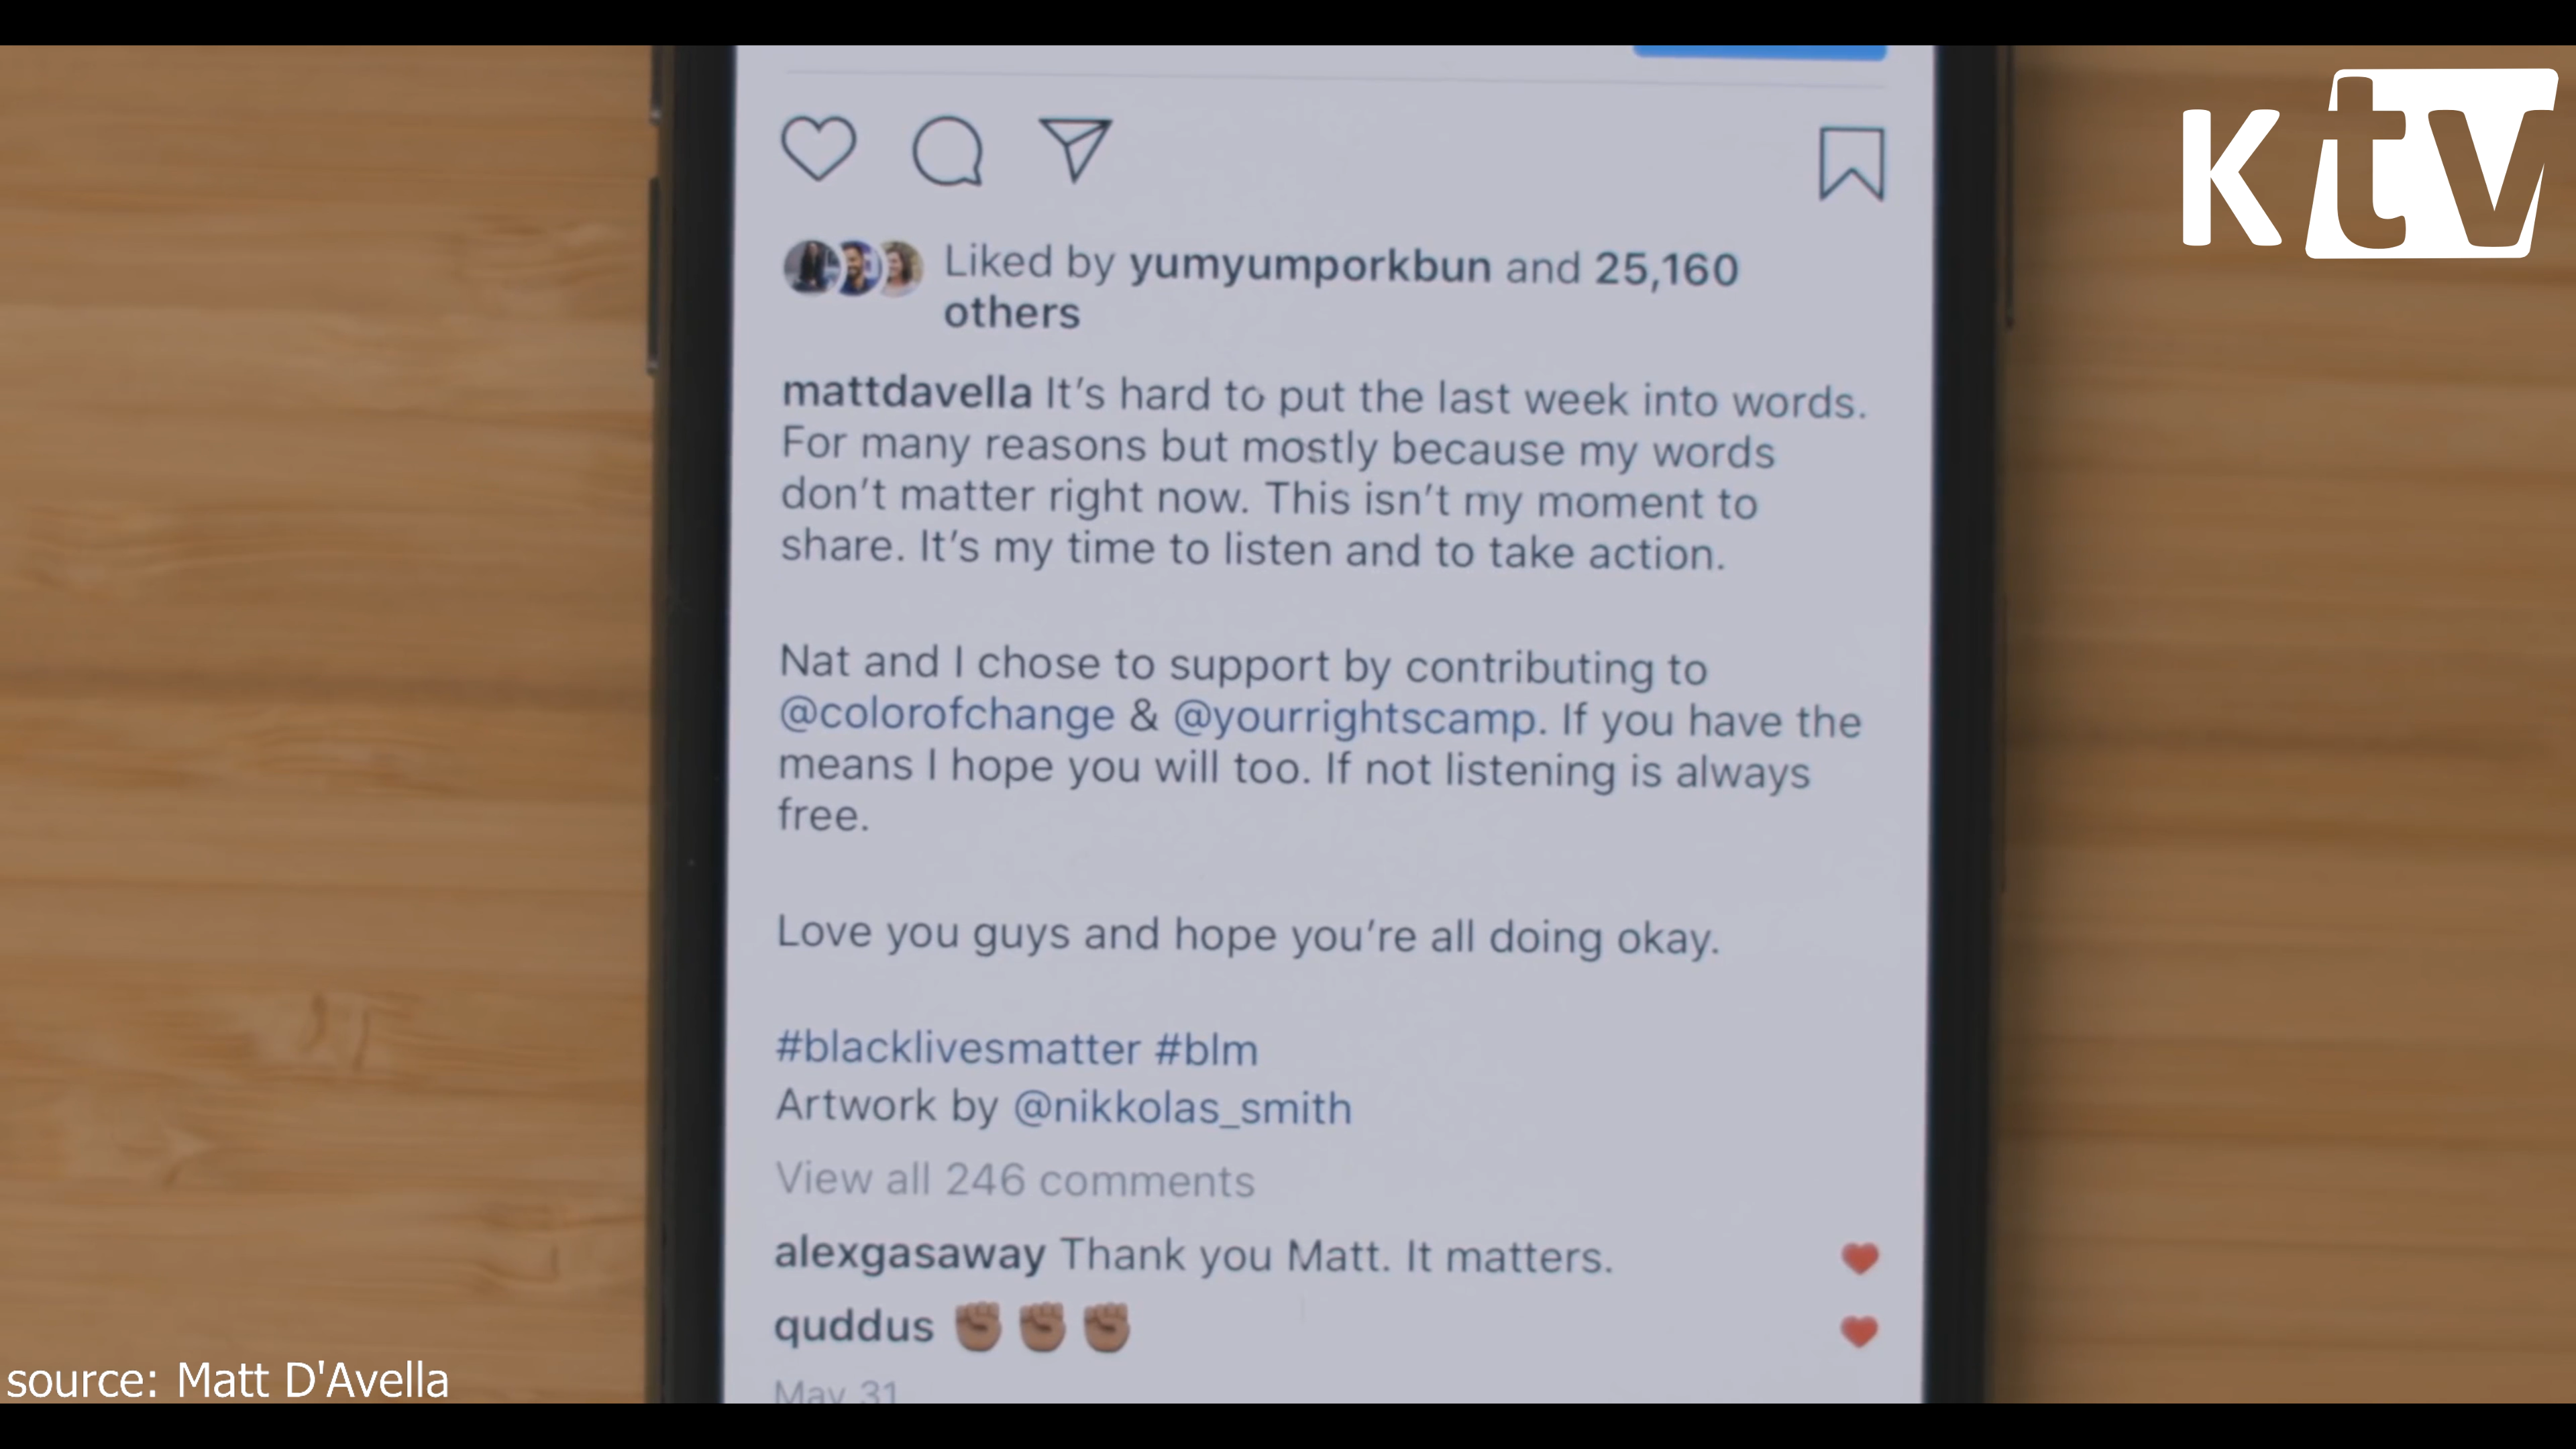 K tv
Liked by yumyumporkbun and 25,160
others
mattdavella It's hard to put the last week into words.
For many reasons but mostly because my words
don't matter right now. This isn't my moment to
share. It's my time to listen and to take action.
Nat and I chose to support by contributing to
@colorofchange & @yourrightscamp. If you have the
means I hope you will too. If not listening is always
free.
Love you guys and hope you're all doing okay.
#blacklivesmatter #blm
Artwork by @nikkolas_smith
View all 246 comments
alexgasaway Thank you Matt. It matters.
quddus ✊🏾✊🏾✊🏾
May 31
source: Matt D'Avella